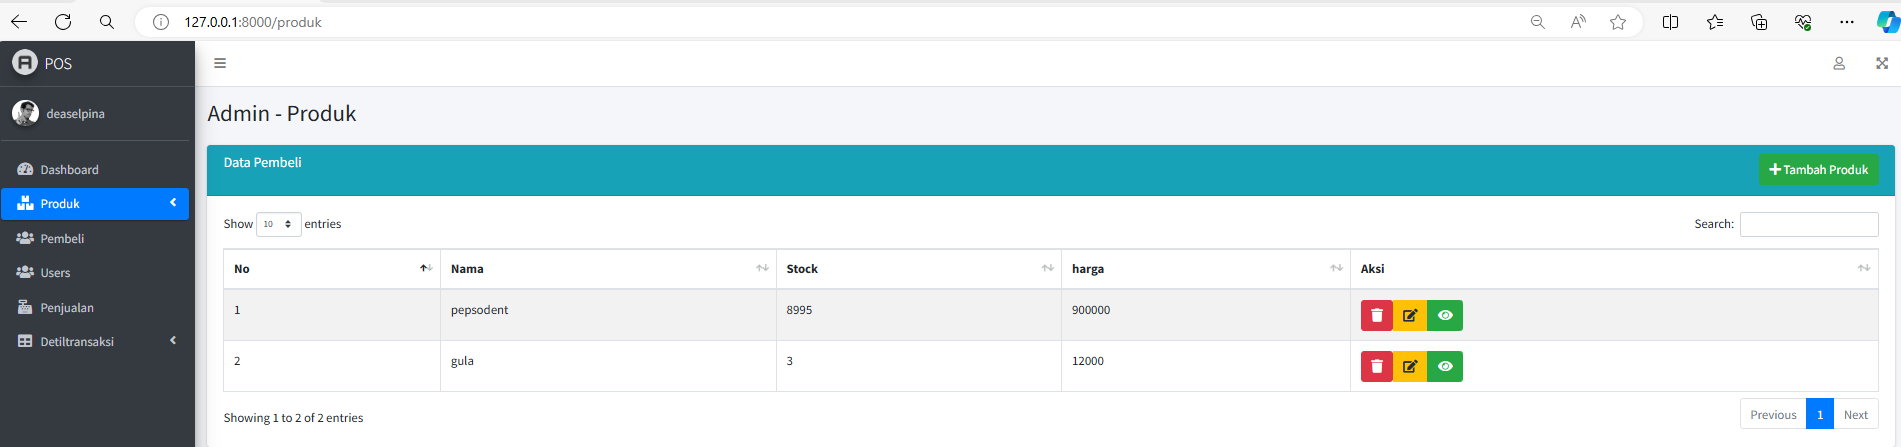 127.0.0.1:8000/produk
POS
deaselpina
Admin - Produk
Dashboard
Data Pembeli
Tambah Produk
Produk
Show 10 entries
Search:
Pembeli
Users
No Nama Stock harga Aksi
Penjualan
1 pepsodent 8995 900000
Detiltransaksi
2 gula 3 12000
Showing 1 to 2 of 2 entries
Previous 1 Next